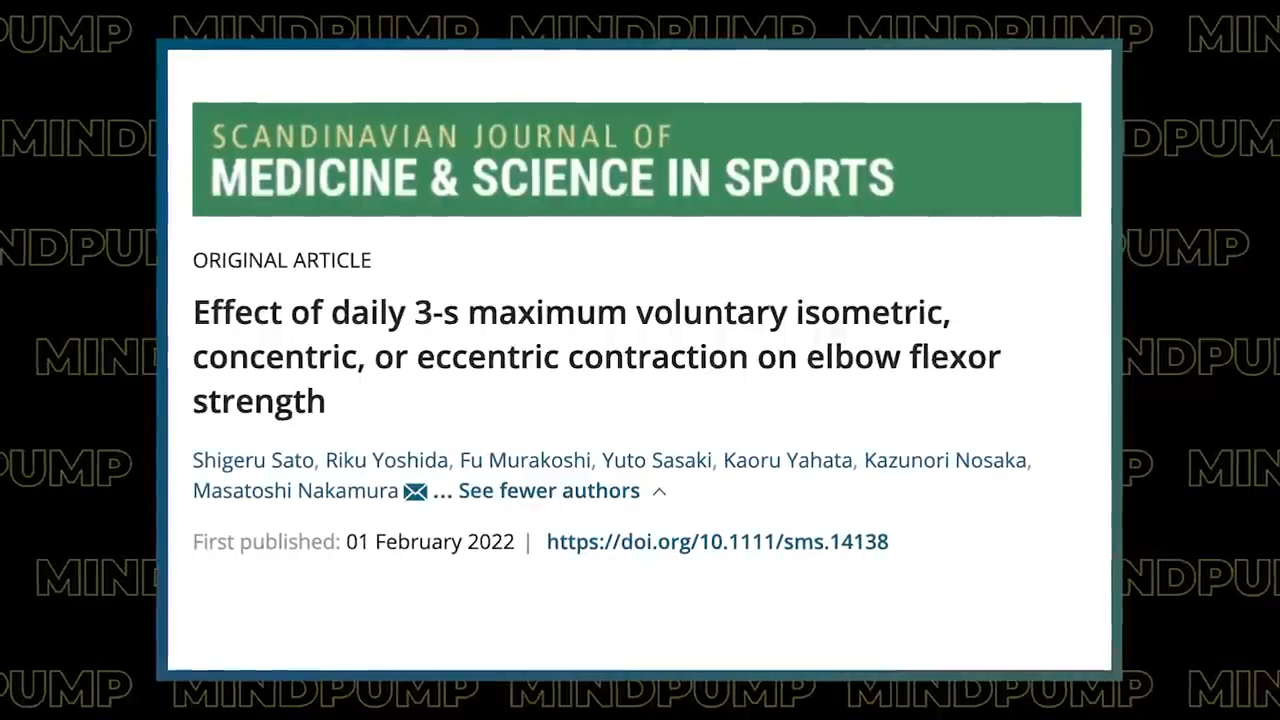 SCANDINAVIAN JOURNAL OF
MEDICINE & SCIENCE IN SPORTS
ORIGINAL ARTICLE
Effect of daily 3-s maximum voluntary isometric,
concentric, or eccentric contraction on elbow flexor
strength
Shigeru Sato, Riku Yoshida, Fu Murakoshi, Yuto Sasaki, Kaoru Yahata, Kazunori Nosaka,
Masatoshi Nakamura ... See fewer authors
First published: 01 February 2022 | https://doi.org/10.1111/sms.14138
MINDPUMP